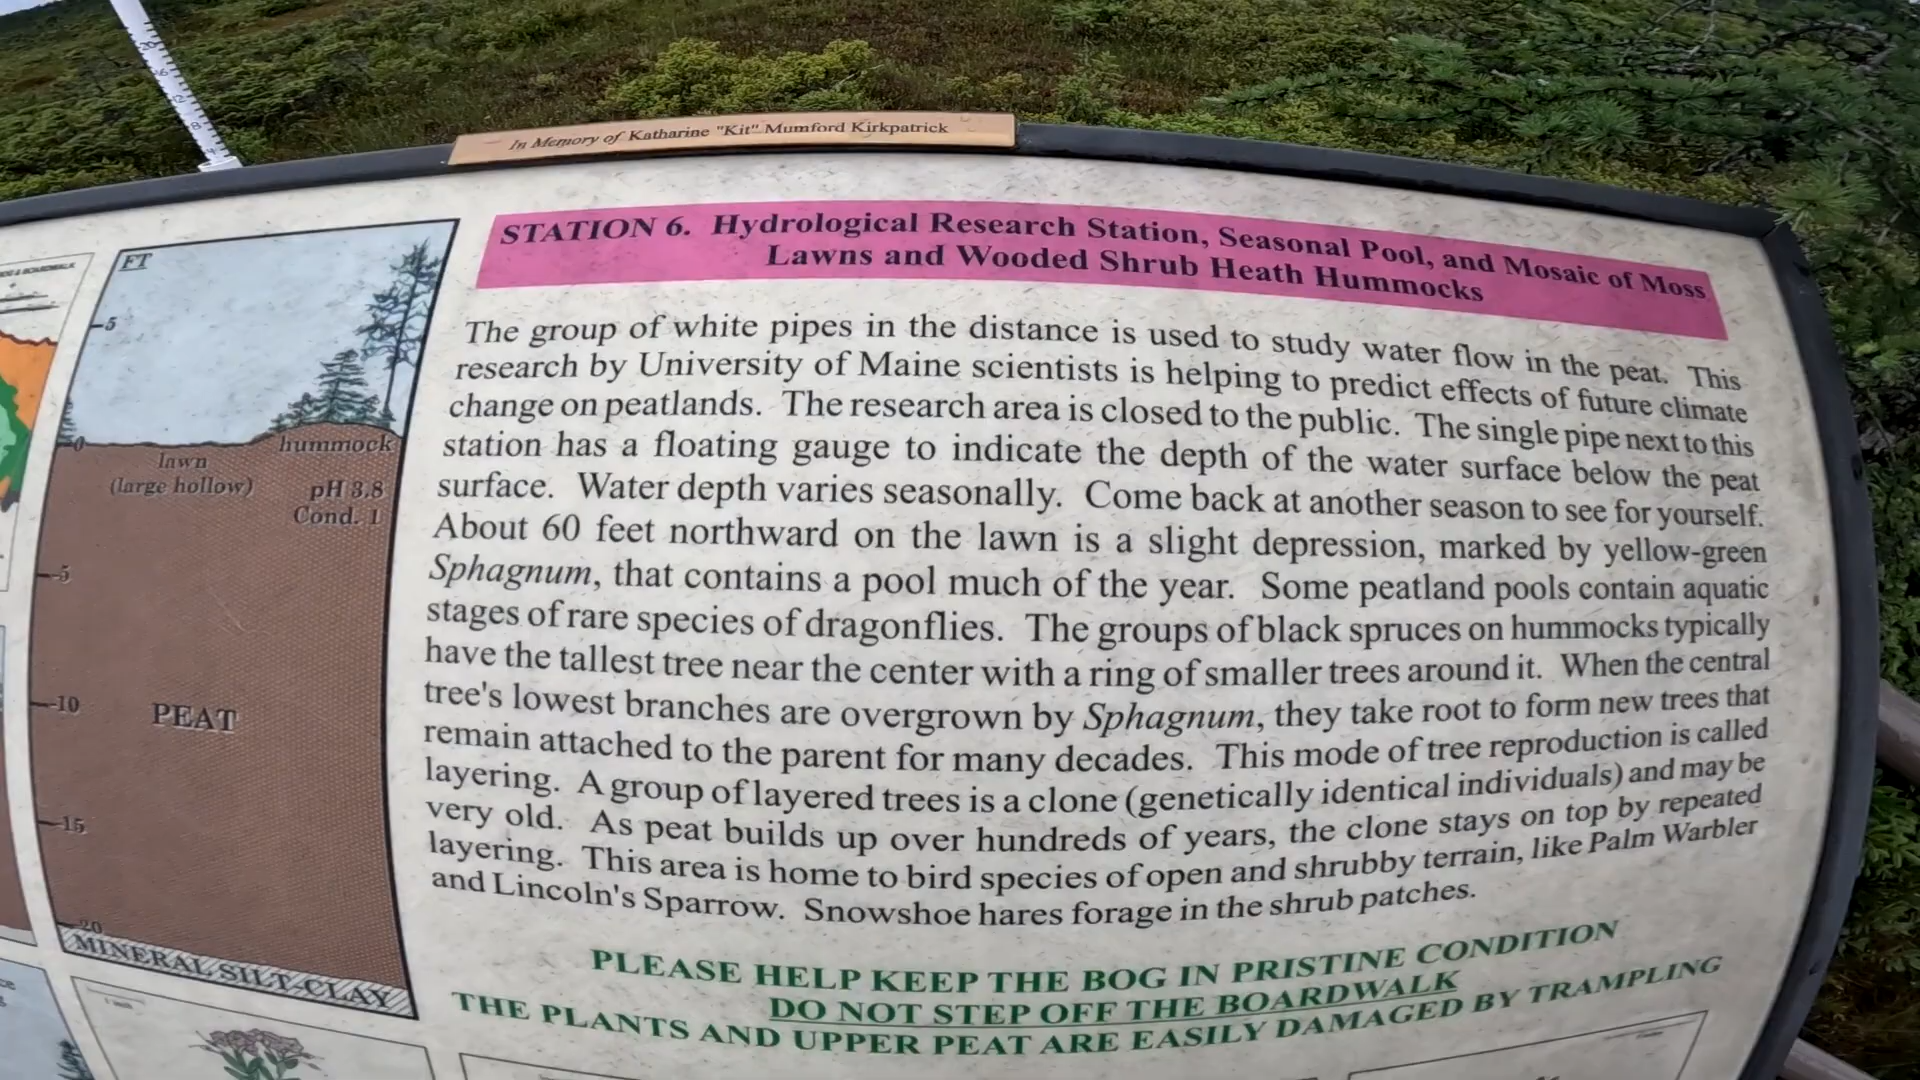 In Memory of Katharine "Kit" Mumford Kirkpatrick
STATION 6. Hydrological Research Station, Seasonal Pool, and Mosaic of Moss
Lawns and Wooded Shrub Heath Hummocks
The group of white pipes in the distance is used to study water flow in the peat. This
research by University of Maine scientists is helping to predict effects of future climate
change on peatlands. The research area is closed to the public. The single pipe next to this
station has a floating gauge to indicate the depth of the water surface below the peat
surface. Water depth varies seasonally. Come back at another season to see for yourself.
About 60 feet northward on the lawn is a slight depression, marked by yellow-green
Sphagnum, that contains a pool much of the year. Some peatland pools contain aquatic
stages of rare species of dragonflies. The groups of black spruces on hummocks typically
have the tallest tree near the center with a ring of smaller trees around it. When the central
tree's lowest branches are overgrown by Sphagnum, they take root to form new trees that
remain attached to the parent for many decades. This mode of tree reproduction is called
layering. A group of layered trees is a clone (genetically identical individuals) and may be
very old. As peat builds up over hundreds of years, the clone stays on top by repeated
layering. This area is home to bird species of open and shrubby terrain, like Palm Warbler
and Lincoln's Sparrow. Snowshoe hares forage in the shrub patches.
PLEASE HELP KEEP THE BOG IN PRISTINE CONDITION
DO NOT STEP OFF THE BOARDWALK
THE PLANTS AND UPPER PEAT ARE EASILY DAMAGED BY TRAMPLING
FT
5
0
hummock
lawn
(large hollow)
pH 3.8
Cond. 1
-5
-10
PEAT
-15
-20
MINERAL SILT-CLAY